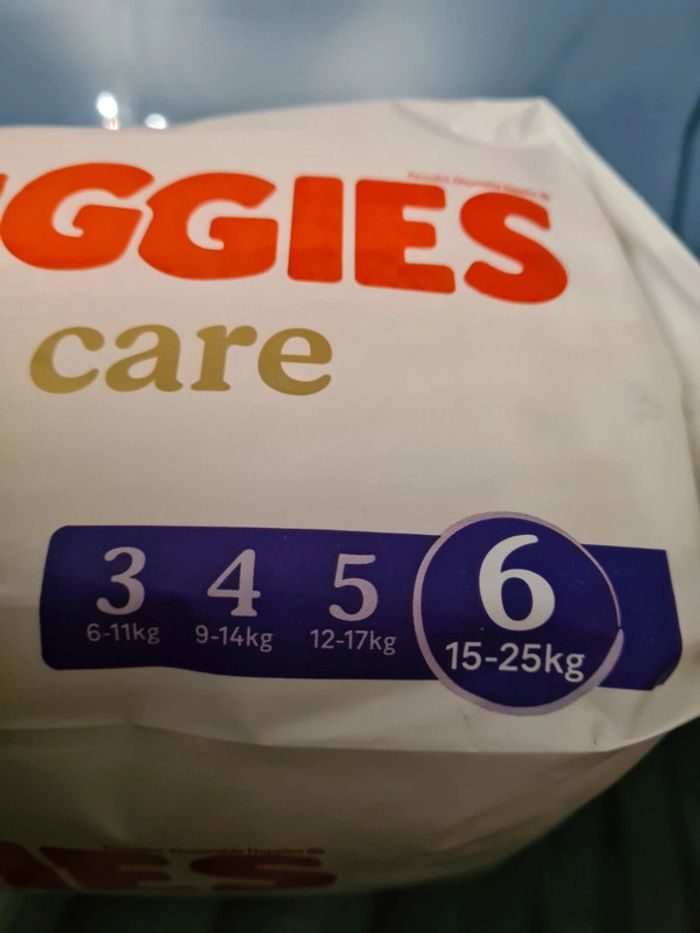 GGIES
care
3 4 5 6
6-11kg 9-14kg 12-17kg 15-25kg